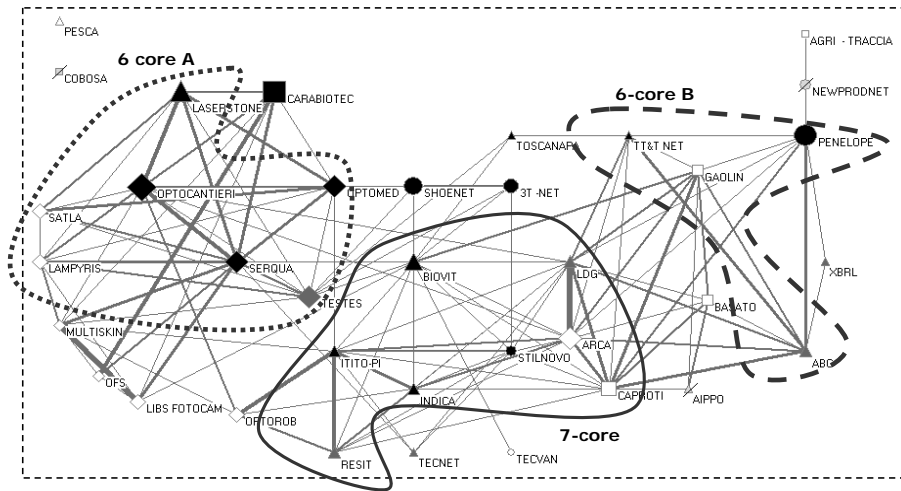 PESCA
AGRI - TRACCIA
6 core A
COBOSA
6-core B
NEWPRODNET
LASERSTONE
CARABIOTEC
TOSCANAPI
TT&T NET
PENELOPE
GAOLIN
OPTOCANTIERI
OPTOMED
SHOENET
3T -NET
SATLA
LAMPYRIS
SERQUA
BIOVIT
LDG
XBRL
TESTES
BASATO
MULTISKIN
ITITO-PI
STILNOVO
ARCA
ABG
OFS
INDICA
CAPROTI
AIPPO
LIBS FOTOCAM
OPTOROB
7-core
RESIT
TECNET
TECVAN